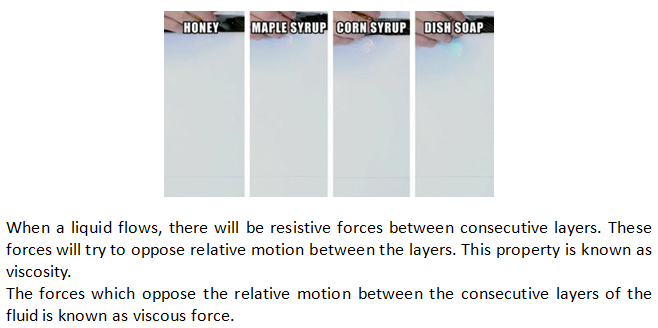 HONEY MAPLE SYRUP CORN SYRUP DISH SOAP
When a liquid flows, there will be resistive forces between consecutive layers. These
forces will try to oppose relative motion between the layers. This property is known as
viscosity.
The forces which oppose the relative motion between the consecutive layers of the
fluid is known as viscous force.